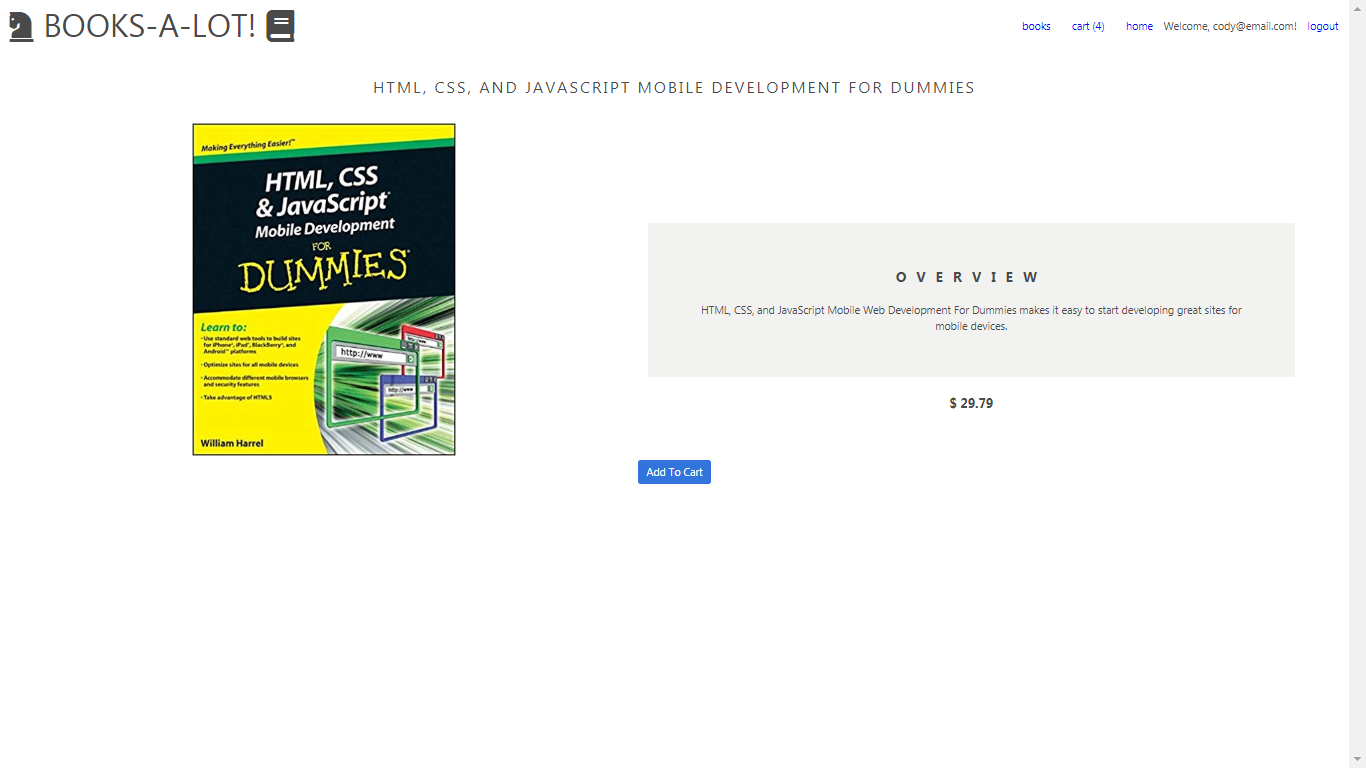 BOOKS-A-LOT!
books cart (4) home Welcome, cody@email.com! logout
HTML, CSS, AND JAVASCRIPT MOBILE DEVELOPMENT FOR DUMMIES
Making Everything Easier!™
HTML, CSS
& JavaScript®
Mobile Development
FOR
DUMMIES®
Learn to:
• Use standard web tools to build sites
for iPhone®, iPad®, BlackBerry®, and
Android™ platforms
• Optimize sites for all mobile devices
• Accommodate different mobile browsers
and security features
• Take advantage of HTML5
http://www
http://www
William Harrel
OVERVIEW
HTML, CSS, and JavaScript Mobile Web Development For Dummies makes it easy to start developing great sites for
mobile devices.
$ 29.79
Add To Cart